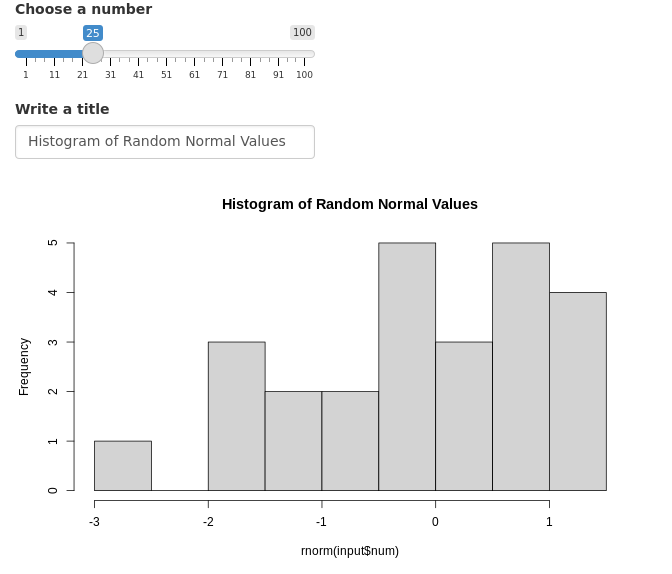 Choose a number
1 25 100
1 11 21 31 41 51 61 71 81 91 100
Write a title
Histogram of Random Normal Values
Histogram of Random Normal Values
5
4
3
2
1
0
Frequency
-3 -2 -1 0 1
rnorm(input$num)